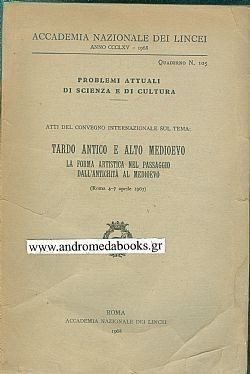 ACCADEMIA NAZIONALE DEI LINCEI
ANNO CCCLXV - 1968
QUADERNO N. 105
PROBLEMI ATTUALI
DI SCIENZA E DI CULTURA
ATTI DEL CONVEGNO INTERNAZIONALE SUL TEMA:
TARDO ANTICO E ALTO MEDIOEVO
LA FORMA ARTISTICA NEL PASSAGGIO
DALL'ANTICHITÀ AL MEDIOEVO
(Roma 4-7 aprile 1967)
www.andromedabooks.gr
ROMA
ACCADEMIA NAZIONALE DEI LINCEI
1968